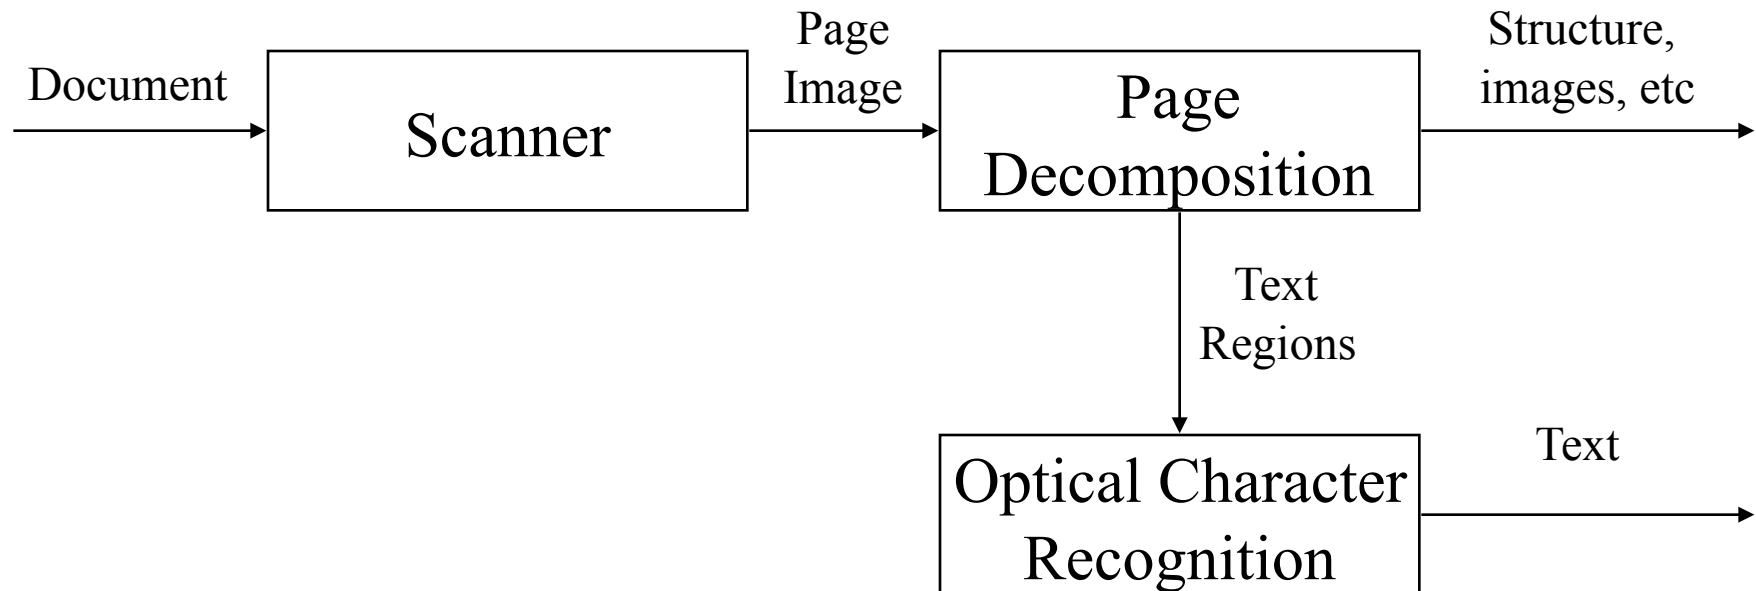 Document
Scanner
Page
Image
Page
Decomposition
Structure,
images, etc
Text
Regions
Optical Character
Recognition
Text